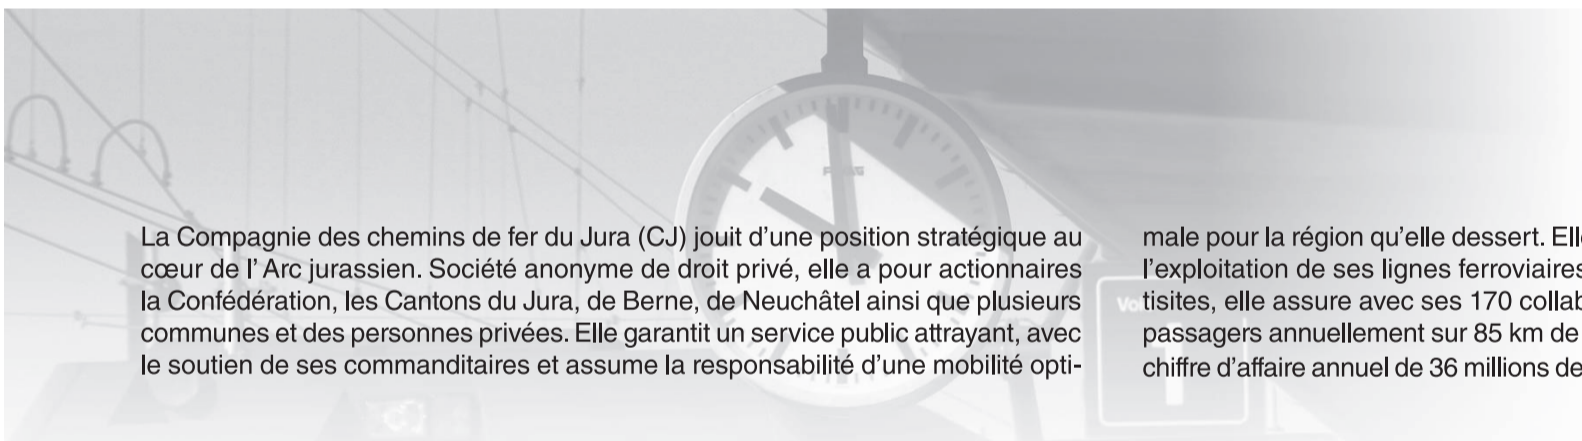 La Compagnie des chemins de fer du Jura (CJ) jouit d’une position stratégique au
cœur de l’ Arc jurassien. Société anonyme de droit privé, elle a pour actionnaires
la Confédération, les Cantons du Jura, de Berne, de Neuchâtel ainsi que plusieurs
communes et des personnes privées. Elle garantit un service public attrayant, avec
le soutien de ses commanditaires et assume la responsabilité d’une mobilité opti-
male pour la région qu’elle dessert. Elle
l’exploitation de ses lignes ferroviaires
tisites, elle assure avec ses 170
passagers annuellement sur 85 km de
chiffre d’affaire annuel de 36 millions de
1